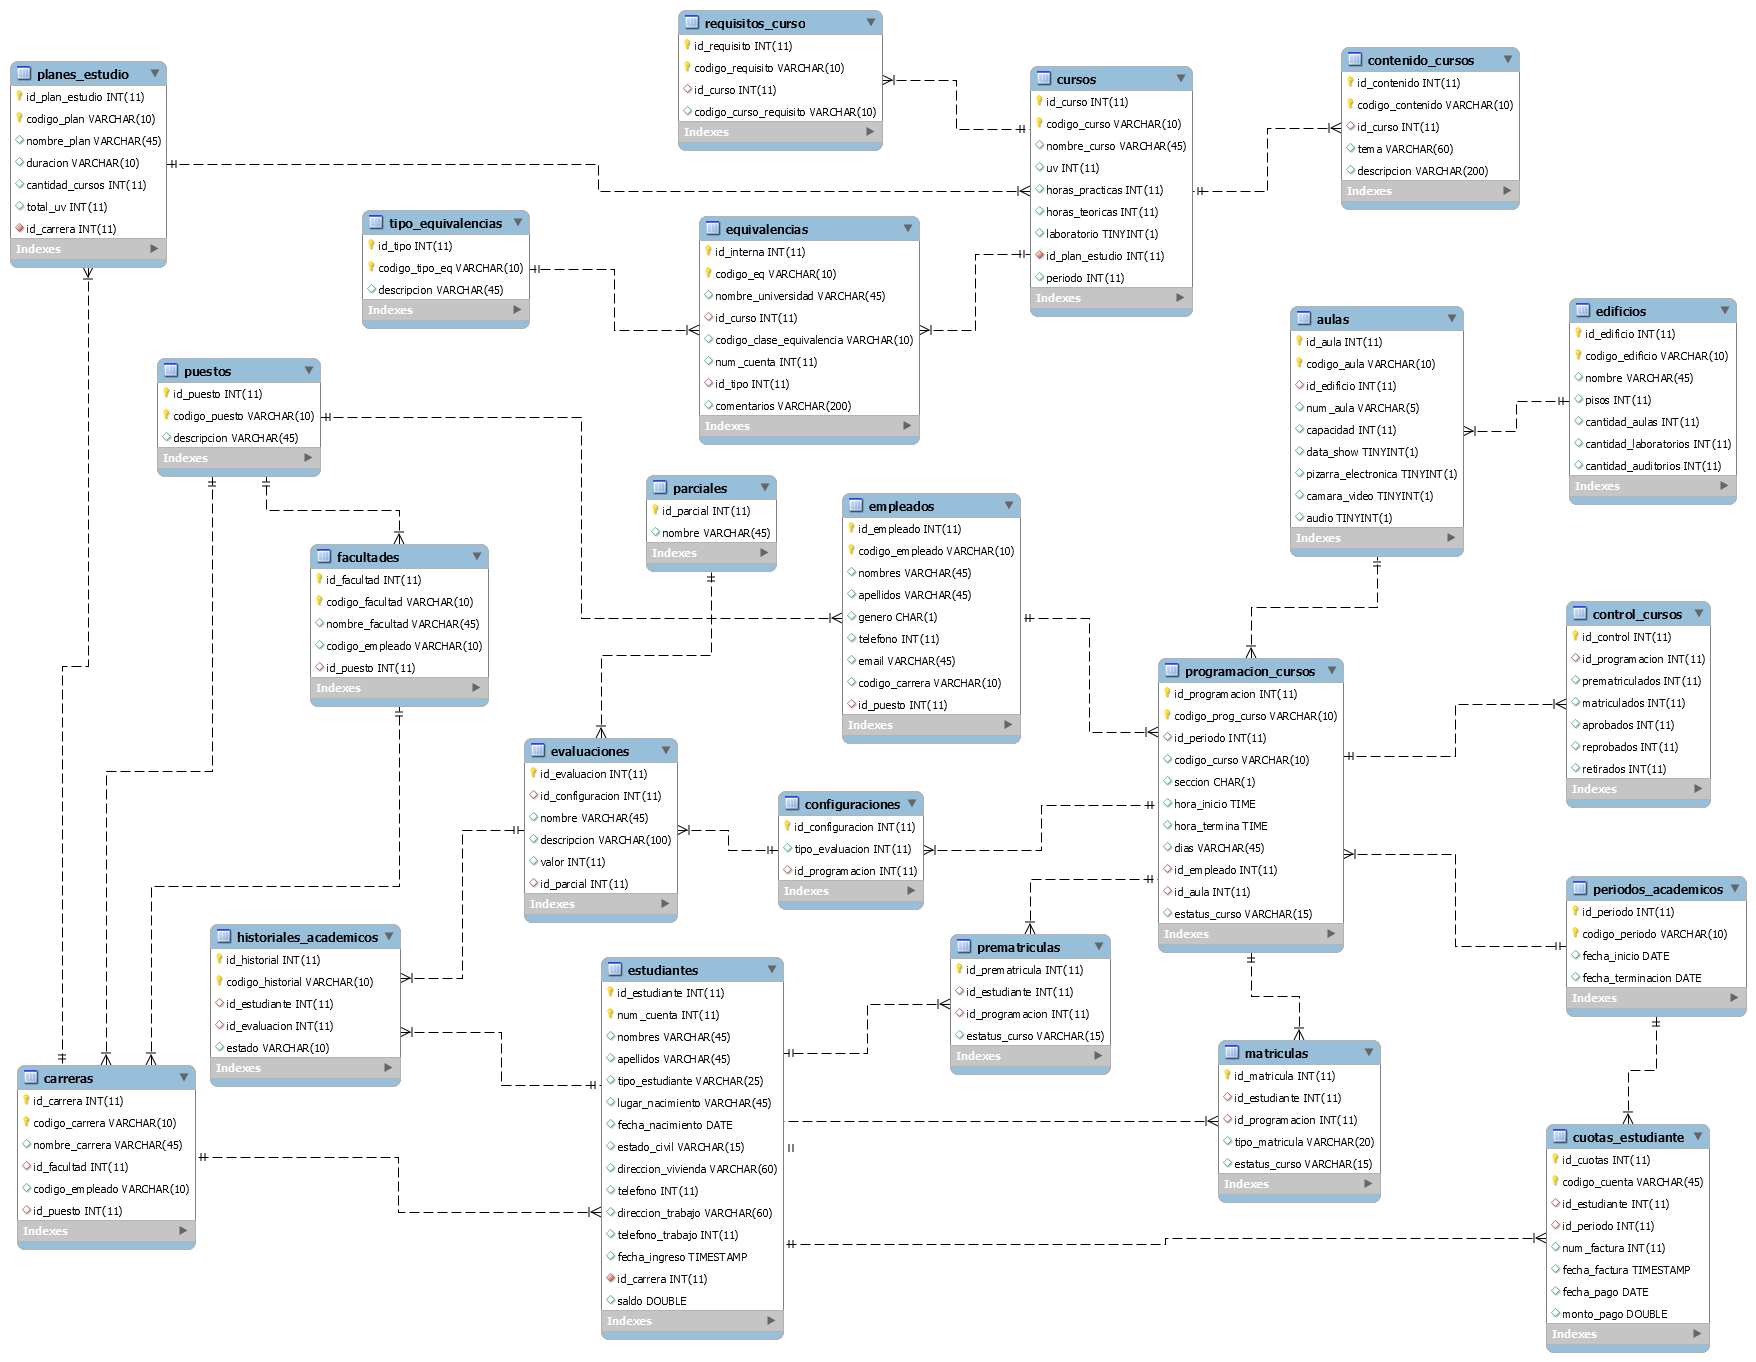 requisitos_curso
id_requisito INT(11)
codigo_requisito VARCHAR(10)
id_curso INT(11)
codigo_curso_requisito VARCHAR(10)
Indexes
planes_estudio
id_plan_estudio INT(11)
codigo_plan VARCHAR(10)
nombre_plan VARCHAR(45)
duracion VARCHAR(10)
cantidad_cursos INT(11)
total_uv INT(11)
id_carrera INT(11)
Indexes
cursos
id_curso INT(11)
codigo_curso VARCHAR(10)
nombre_curso VARCHAR(45)
uv INT(11)
horas_practicas INT(11)
horas_teoricas INT(11)
laboratorio TINYINT(1)
id_plan_estudio INT(11)
periodo INT(11)
Indexes
contenido_cursos
id_contenido INT(11)
codigo_contenido VARCHAR(10)
id_curso INT(11)
tema VARCHAR(60)
descripcion VARCHAR(200)
Indexes
tipo_equivalencias
id_tipo INT(11)
codigo_tipo_eq VARCHAR(10)
descripcion VARCHAR(45)
Indexes
equivalencias
id_interna INT(11)
codigo_eq VARCHAR(10)
nombre_universidad VARCHAR(45)
id_curso INT(11)
codigo_clase_equivalencia VARCHAR(10)
num_cuenta INT(11)
id_tipo INT(11)
comentarios VARCHAR(200)
Indexes
aulas
id_aula INT(11)
codigo_aula VARCHAR(10)
id_edificio INT(11)
num_aula VARCHAR(5)
capacidad INT(11)
data_show TINYINT(1)
pizarra_electronica TINYINT(1)
camara_video TINYINT(1)
audio TINYINT(1)
Indexes
edificios
id_edificio INT(11)
codigo_edificio VARCHAR(10)
nombre VARCHAR(45)
pisos INT(11)
cantidad_aulas INT(11)
cantidad_laboratorios INT(11)
cantidad_auditorios INT(11)
Indexes
puestos
id_puesto INT(11)
codigo_puesto VARCHAR(10)
descripcion VARCHAR(45)
Indexes
parciales
id_parcial INT(11)
nombre VARCHAR(45)
Indexes
empleados
id_empleado INT(11)
codigo_empleado VARCHAR(10)
nombres VARCHAR(45)
apellidos VARCHAR(45)
genero CHAR(1)
telefono INT(11)
email VARCHAR(45)
codigo_carrera VARCHAR(10)
id_puesto INT(11)
Indexes
facultades
id_facultad INT(11)
codigo_facultad VARCHAR(10)
nombre_facultad VARCHAR(45)
codigo_empleado VARCHAR(10)
id_puesto INT(11)
Indexes
control_cursos
id_control INT(11)
id_programacion INT(11)
prematriculados INT(11)
matriculados INT(11)
aprobados INT(11)
reprobados INT(11)
retirados INT(11)
Indexes
programacion_cursos
id_programacion INT(11)
codigo_prog_curso VARCHAR(10)
id_periodo INT(11)
codigo_curso VARCHAR(10)
seccion CHAR(1)
hora_inicio TIME
hora_termina TIME
dias VARCHAR(45)
id_empleado INT(11)
id_aula INT(11)
estatus_curso VARCHAR(15)
Indexes
evaluaciones
id_evaluacion INT(11)
id_configuracion INT(11)
nombre VARCHAR(45)
descripcion VARCHAR(100)
valor INT(11)
id_parcial INT(11)
Indexes
configuraciones
id_configuracion INT(11)
tipo_evaluacion INT(11)
id_programacion INT(11)
Indexes
periodos_academicos
id_periodo INT(11)
codigo_periodo VARCHAR(10)
fecha_inicio DATE
fecha_terminacion DATE
Indexes
historiales_academicos
id_historial INT(11)
codigo_historial VARCHAR(10)
id_estudiante INT(11)
id_evaluacion INT(11)
estado VARCHAR(10)
Indexes
prematriculas
id_prematricula INT(11)
id_estudiante INT(11)
id_programacion INT(11)
estatus_curso VARCHAR(15)
Indexes
estudiantes
id_estudiante INT(11)
num_cuenta INT(11)
nombres VARCHAR(45)
apellidos VARCHAR(45)
tipo_estudiante VARCHAR(25)
lugar_nacimiento VARCHAR(45)
fecha_nacimiento DATE
estado_civil VARCHAR(15)
direccion_vivienda VARCHAR(60)
telefono INT(11)
direccion_trabajo VARCHAR(60)
telefono_trabajo INT(11)
fecha_ingreso TIMESTAMP
id_carrera INT(11)
saldo DOUBLE
Indexes
matriculas
id_matricula INT(11)
id_estudiante INT(11)
id_programacion INT(11)
tipo_matricula VARCHAR(20)
estatus_curso VARCHAR(15)
Indexes
carreras
id_carrera INT(11)
codigo_carrera VARCHAR(10)
nombre_carrera VARCHAR(45)
id_facultad INT(11)
codigo_empleado VARCHAR(10)
id_puesto INT(11)
Indexes
cuotas_estudiante
id_cuotas INT(11)
codigo_cuenta VARCHAR(45)
id_estudiante INT(11)
id_periodo INT(11)
num_factura INT(11)
fecha_factura TIMESTAMP
fecha_pago DATE
monto_pago DOUBLE
Indexes